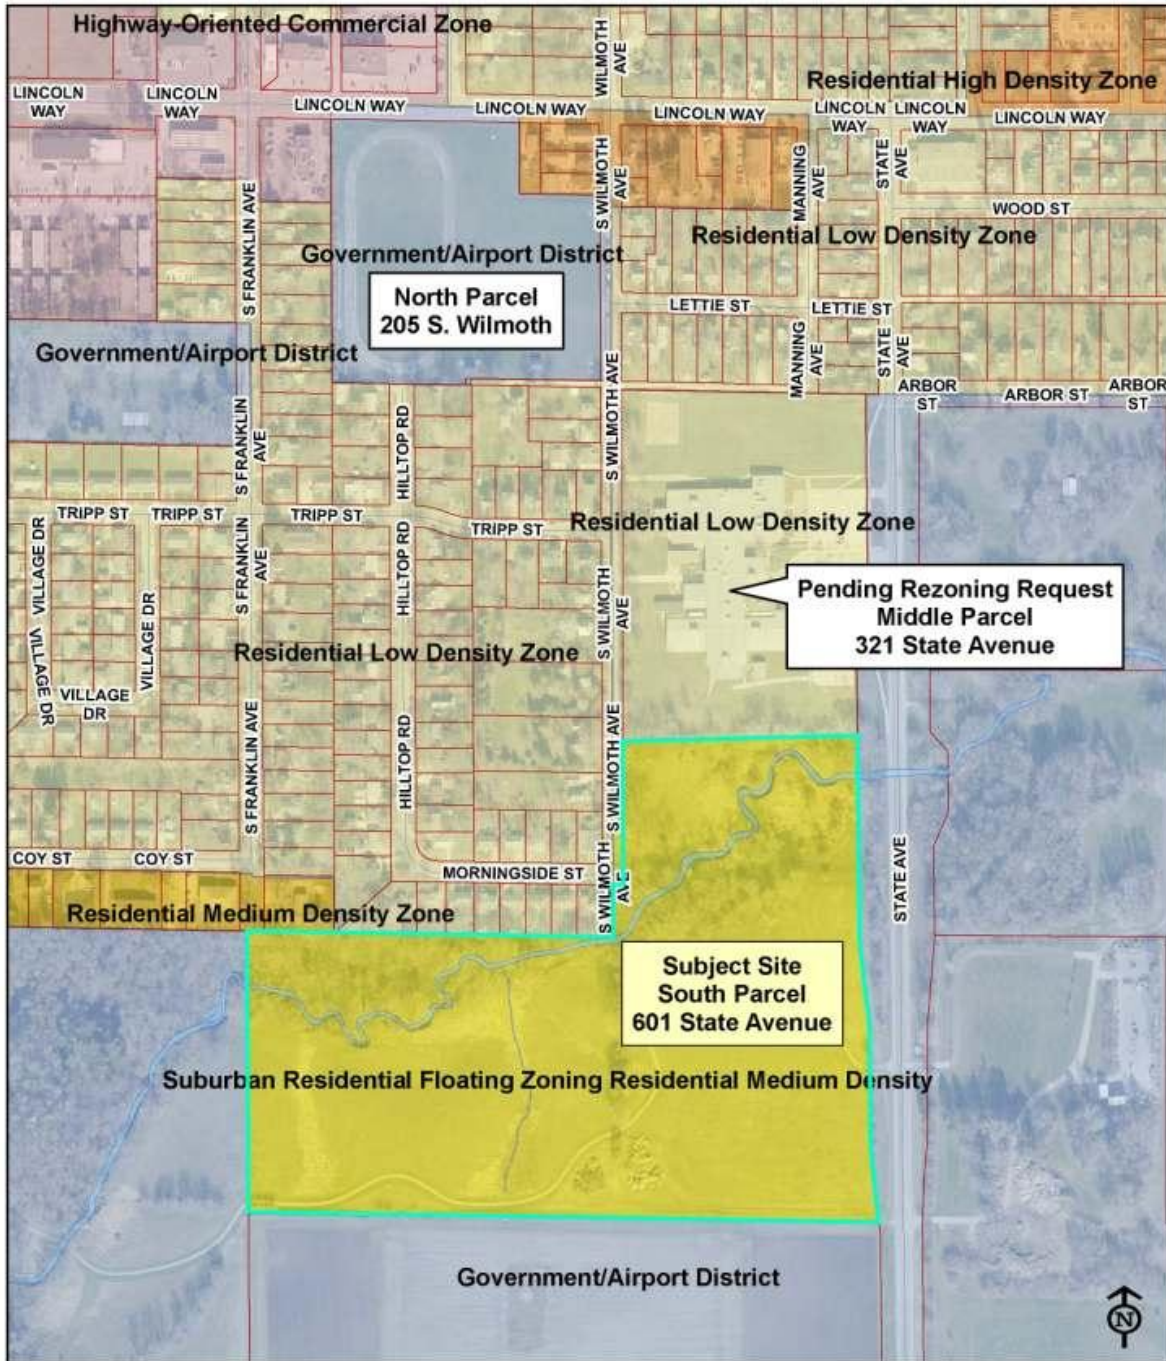 Highway-Oriented Commercial Zone
WILMOTH
AVE
Residential High Density Zone
LINCOLN
WAY
LINCOLN
WAY
LINCOLN WAY
LINCOLN WAY
LINCOLN WAY
LINCOLN
WAY
LINCOLN
WAY
LINCOLN WAY
S WILMOTH
AVE
MANNING
AVE
STATE
AVE
S FRANKLIN AVE
WOOD ST
Residential Low Density Zone
Government/Airport District
North Parcel
205 S. Wilmoth
LETTIE ST
LETTIE ST
Government/Airport District
MANNING
AVE
STATE
AVE
S WILMOTH AVE
ARBOR
ST
ARBOR ST
ARBOR
ST
S FRANKLIN
AVE
HILLTOP RD
TRIPP ST
TRIPP ST
TRIPP ST
TRIPP ST
Residential Low Density Zone
VILLAGE DR
VILLAGE DR
VILLAGE DR
S FRANKLIN
AVE
HILLTOP RD
S WILMOTH
AVE
Pending Rezoning Request
Middle Parcel
321 State Avenue
Residential Low Density Zone
VILLAGE
DR
S FRANKLIN AVE
HILLTOP RD
S WILMOTH AVE
COY ST
COY ST
MORNINGSIDE ST
S WILMOTH
AVE
STATE AVE
Residential Medium Density Zone
Subject Site
South Parcel
601 State Avenue
Suburban Residential Floating Zoning Residential Medium Density
Government/Airport District
N